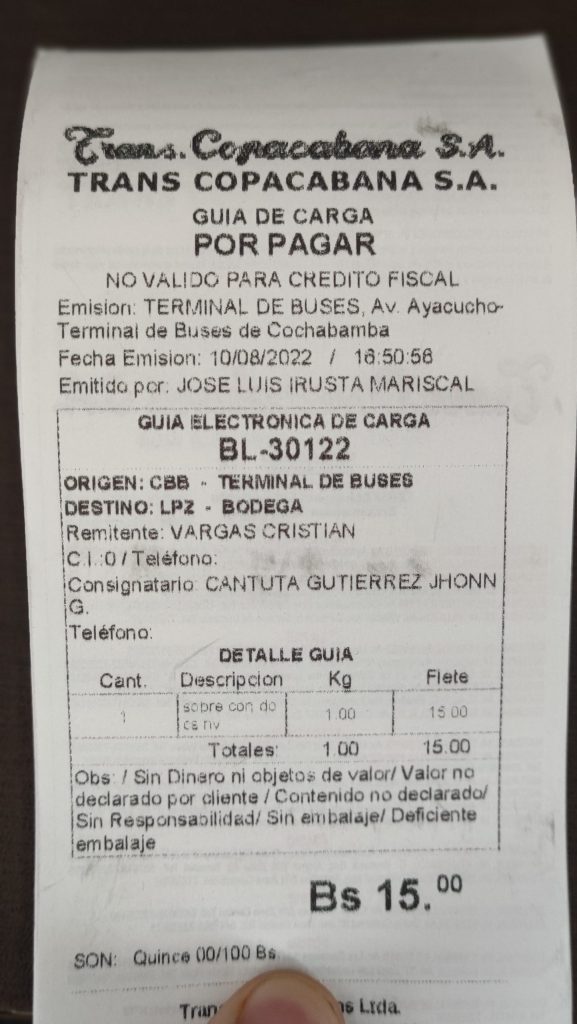 Trans. Copacabana S.A.
TRANS COPACABANA S.A.
GUIA DE CARGA
POR PAGAR
NO VALIDO PARA CREDITO FISCAL
Emision: TERMINAL DE BUSES, Av. Ayacucho-
Terminal de Buses de Cochabamba
Fecha Emision: 10/08/2022 / 16:50:56
Emitido por: JOSE LUIS IRUSTA MARISCAL
GUIA ELECTRONICA DE CARGA
BL-30122
ORIGEN: CBB - TERMINAL DE BUSES
DESTINO: LPZ - BODEGA
Remitente: VARGAS CRISTIAN
C.I.:0 / Teléfono:
Consignatario: CANTUTA GUTIERREZ JHONN
G.
Teléfono:
DETALLE GUIA
Cant. Descripcion Kg Flete
1 sobre con do 1.00 15.00
cs nv
Totales: 1.00 15.00
Obs: / Sin Dinero ni objetos de valor/ Valor no
declarado por cliente / Contenido no declarado/
Sin Responsabilidad/ Sin embalaje/ Deficiente
embalaje
Bs 15.00
SON: Quince 00/100 Bs
Ltda.